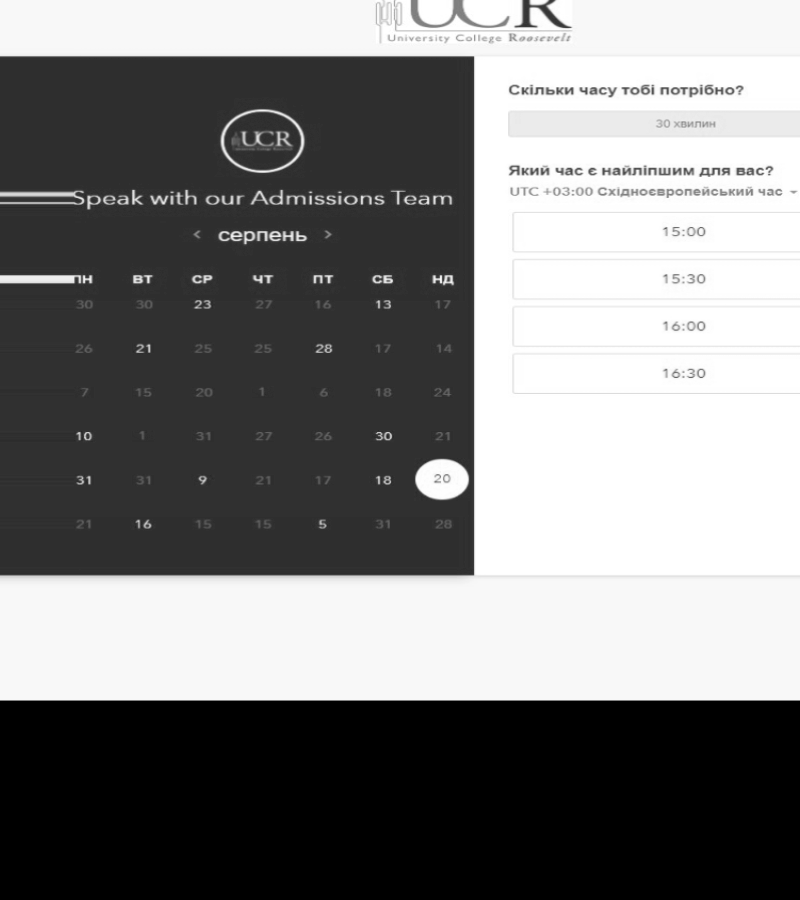 UCR
University College Roosevelt
UCR
Speak with our Admissions Team
< серпень >
ПН ВТ СР ЧТ ПТ СБ НД
30 30 23 27 16 13 17
26 21 25 25 28 17 14
7 15 20 1 6 18 24
10 1 31 27 26 30 21
31 31 9 21 17 18 20
21 16 15 15 5 31 28
Скільки часу тобі потрібно?
30 хвилин
Який час є найліпшим для вас?
UTC +03:00 Східноєвропейський час
15:00
15:30
16:00
16:30